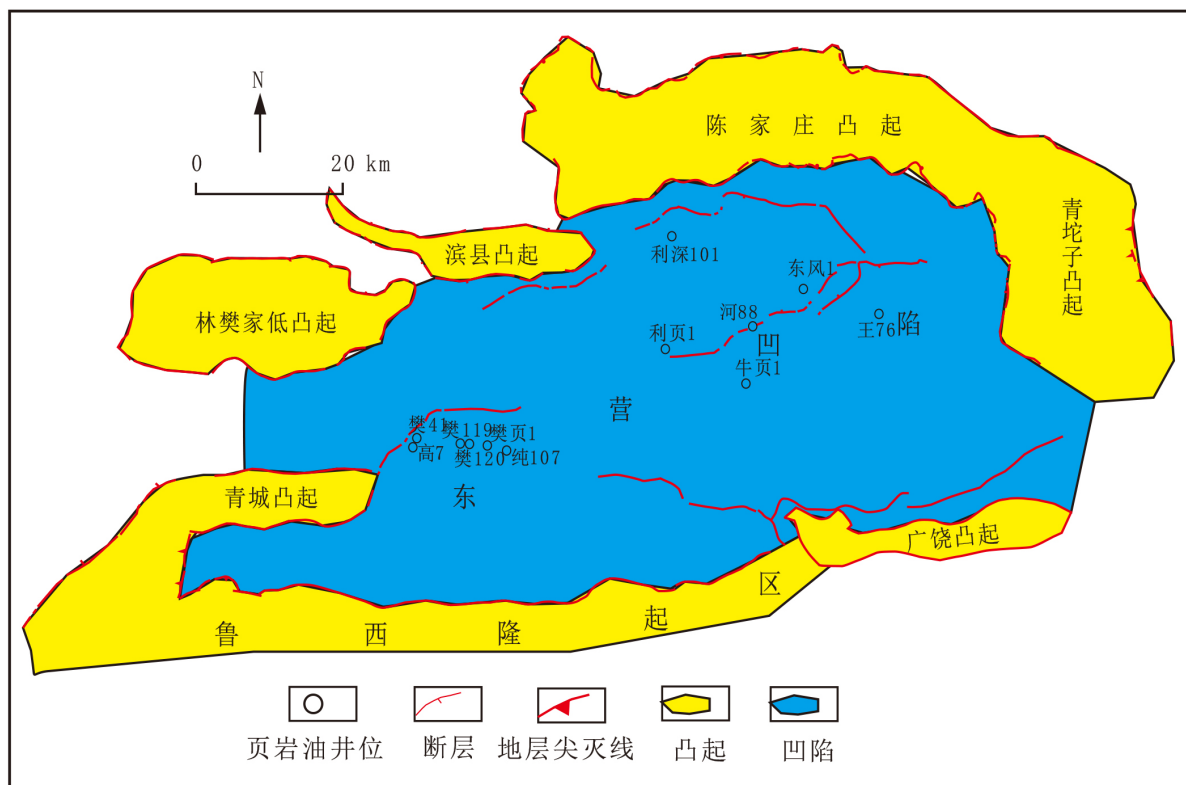 N
0 20 km
陈家庄凸起
青坨子凸起
滨县凸起
利深101
东风1
林樊家低凸起
河88
王76
陷
利页1
凹
牛页1
营
樊41
樊119
樊页1
高7
樊120
纯107
青城凸起
东
广饶凸起
鲁西隆起区
页岩油井位
断层
地层尖灭线
凸起
凹陷